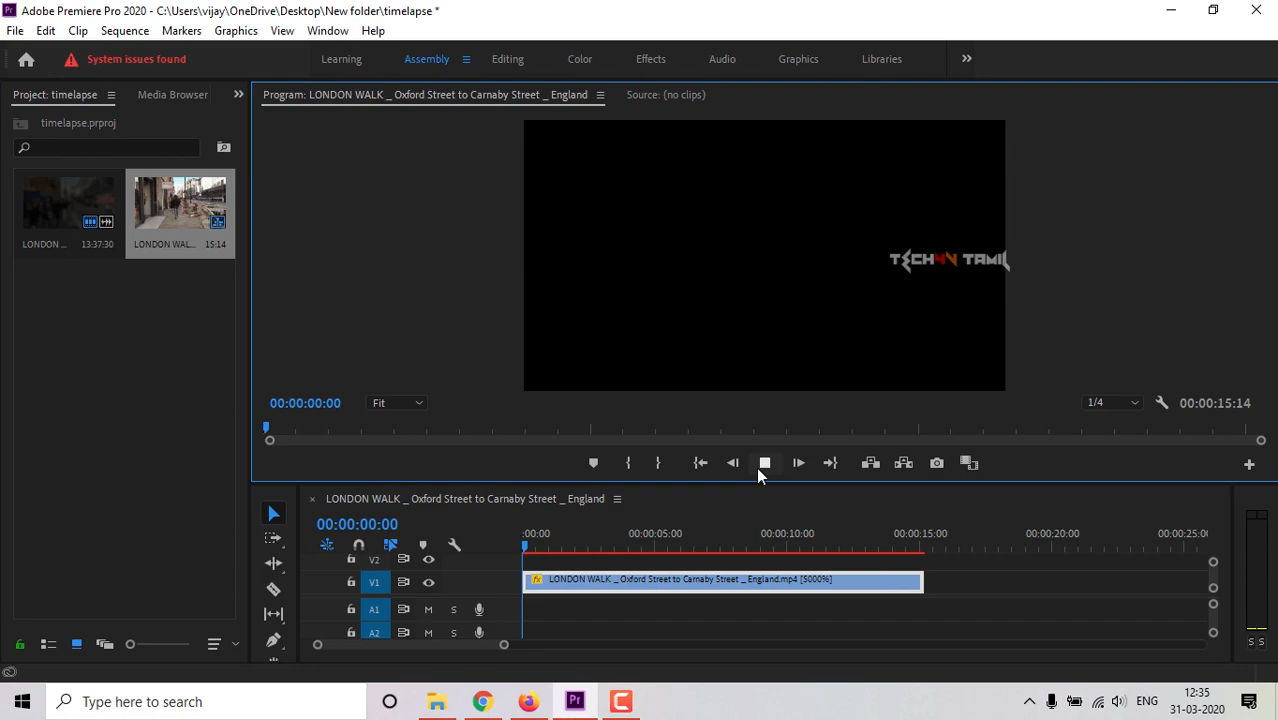 Adobe Premiere Pro 2020 - C:\Users\vijay\OneDrive\Desktop\New folder\timelapse *
File Edit Clip Sequence Markers Graphics View Window Help
System issues found
Learning Assembly Editing Color Effects Audio Graphics Libraries
Project: timelapse Media Browser
Program: LONDON WALK _ Oxford Street to Carnaby Street _ England Source: (no clips)
timelapse.prproj
LONDON ... 13:37:30 LONDON WAL... 15:14
TECH4N TAMIL
00:00:00:00 Fit 1/4 00:00:15:14
LONDON WALK _ Oxford Street to Carnaby Street _ England
00:00:00:00
:00:00 00:00:05:00 00:00:10:00 00:00:15:00 00:00:20:00 00:00:25:00
V2
V1 fx LONDON WALK _ Oxford Street to Carnaby Street _ England.mp4 [5000%]
A1 M S
A2 M S
S S
Type here to search
Pr ENG 12:35
31-03-2020